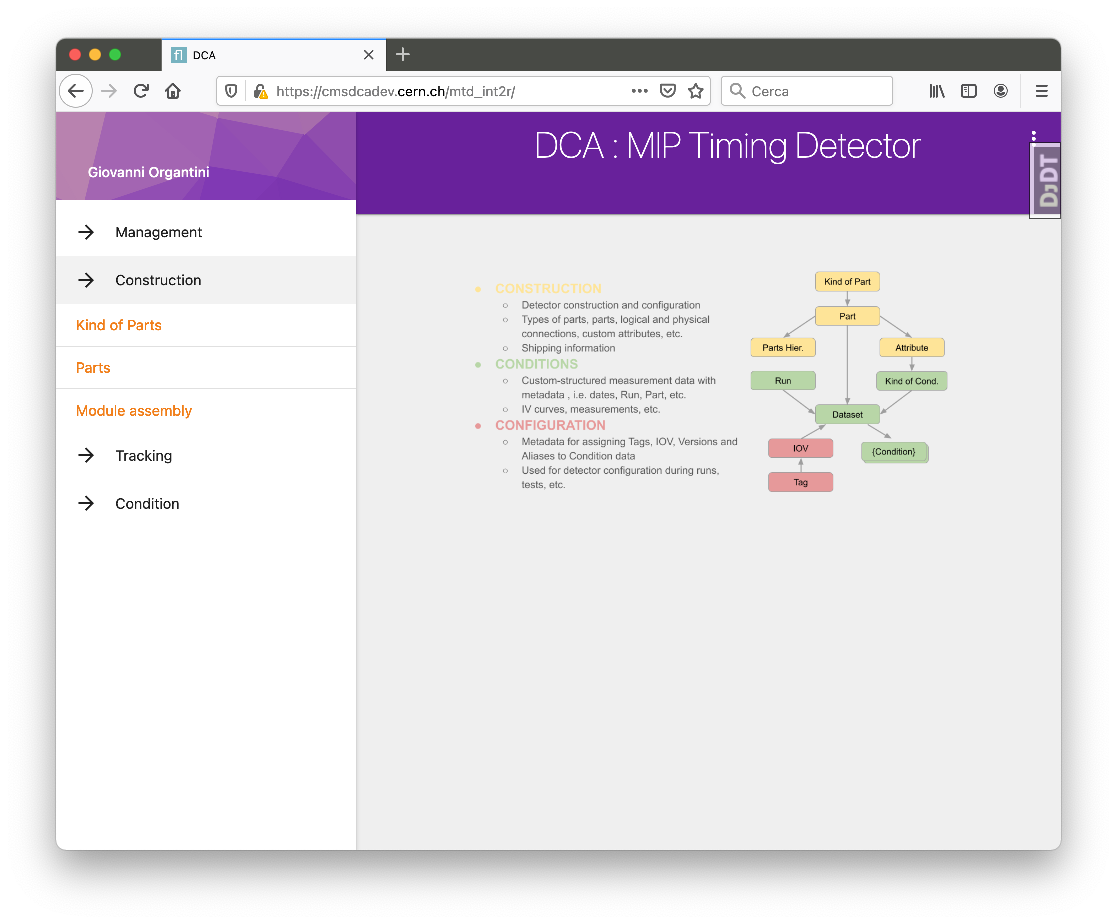 DCA
https://cmsdcadev.cern.ch/mtd_int2r/
Cerca
Giovanni Organtini
DCA : MIP Timing Detector
DJDT
Management
Construction
Kind of Parts
Parts
Module assembly
Tracking
Condition
CONSTRUCTION
Detector construction and configuration
Types of parts, parts, logical and physical
connections, custom attributes, etc.
Shipping information
CONDITIONS
Custom-structured measurement data with
metadata , i.e. dates, Run, Part, etc.
IV curves, measurements, etc.
CONFIGURATION
Metadata for assigning Tags, IOV, Versions and
Aliases to Condition data
Used for detector configuration during runs,
tests, etc.
Kind of Part
Part
Parts Hier.
Attribute
Run
Kind of Cond.
Dataset
IOV
{Condition}
Tag